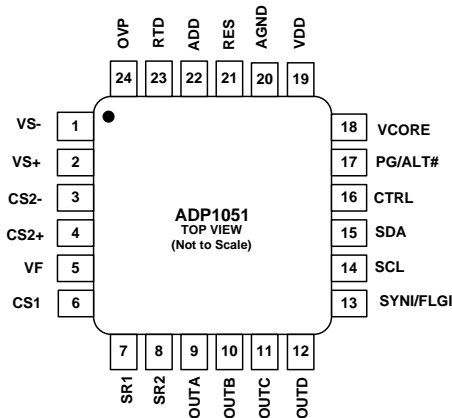 OVP RTD ADD RES AGND VDD
24 23 22 21 20 19
VS- 1
VS+ 2
CS2- 3
CS2+ 4
VF 5
CS1 6
ADP1051
TOP VIEW
(Not to Scale)
18 VCORE
17 PG/ALT#
16 CTRL
15 SDA
14 SCL
13 SYNI/FLGI
7 8 9 10 11 12
SR1 SR2 OUTA OUTB OUTC OUTD